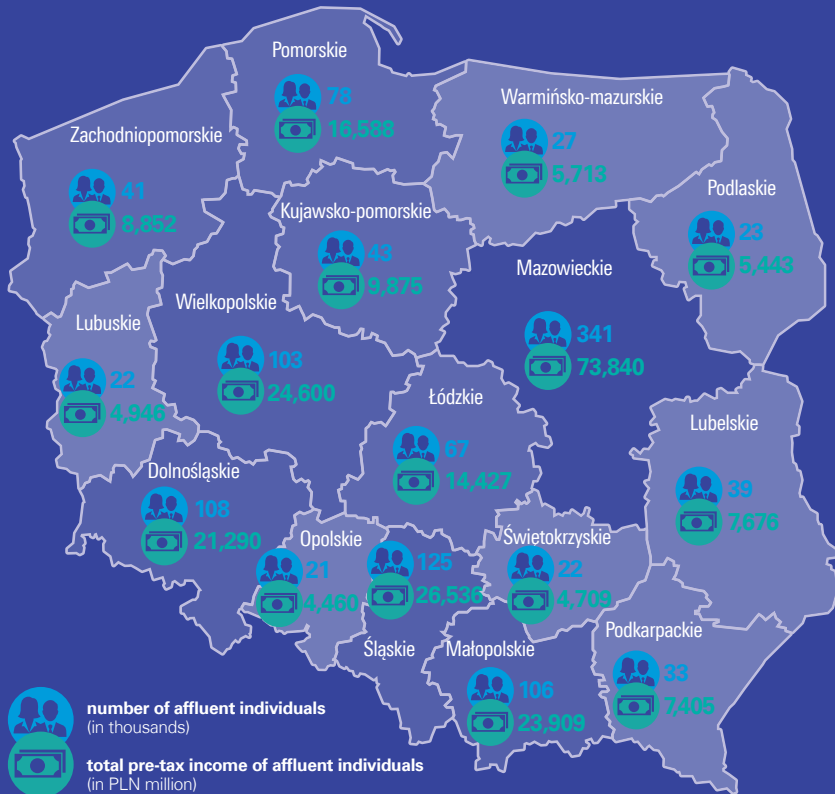 Pomorskie
78
16,588
Warmińsko-mazurskie
27
5,713
Zachodniopomorskie
41
8,852
Podlaskie
23
5,443
Kujawsko-pomorskie
43
9,875
Mazowieckie
341
73,840
Wielkopolskie
103
24,600
Lubuskie
22
4,946
Łódzkie
67
14,427
Lubelskie
39
7,676
Dolnośląskie
108
21,290
Opolskie
21
4,460
125
26,536
Śląskie
Świętokrzyskie
22
4,709
Małopolskie
106
23,909
Podkarpackie
33
7,405
number of affluent individuals
(in thousands)
total pre-tax income of affluent individuals
(in PLN million)